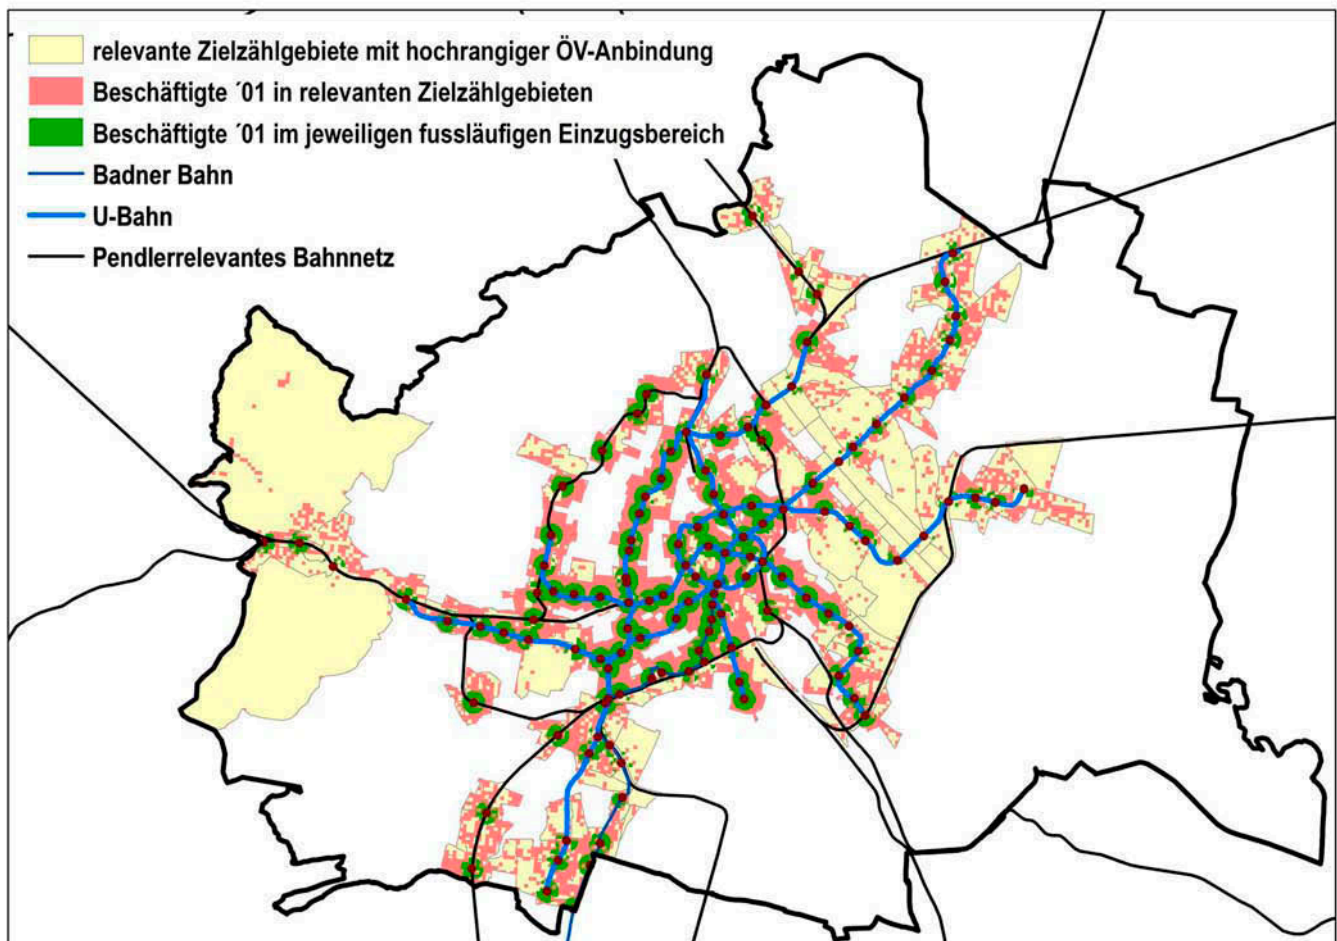 relevante Zielzählgebiete mit hochrangiger ÖV-Anbindung
Beschäftigte ´01 in relevanten Zielzählgebieten
Beschäftigte ´01 im jeweiligen fussläufigen Einzugsbereich
Badner Bahn
U-Bahn
Pendlerrelevantes Bahnnetz